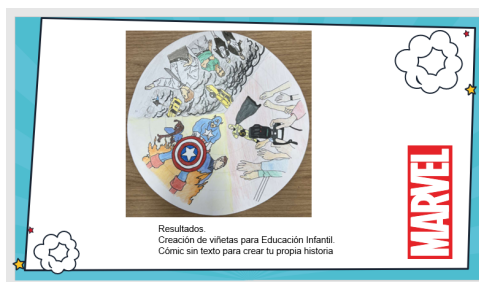 Resultados.
Creación de viñetas para Educación Infantil.
Cómic sin texto para crear tu propia historia
MARVEL